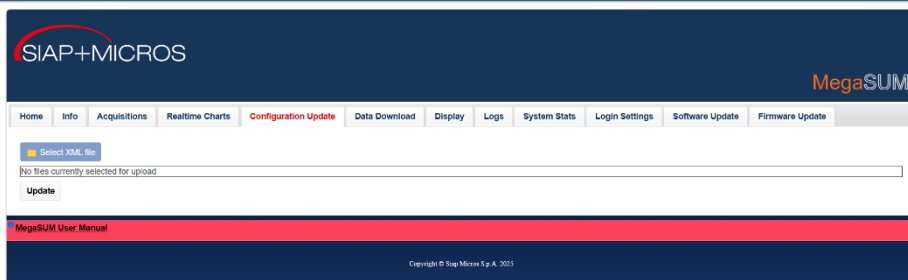 SIAP+MICROS
MegaSUM
Home Info Acquisitions Realtime Charts Configuration Update Data Download Display Logs System Stats Login Settings Software Update Firmware Update
Select XML file
No files currently selected for upload
Update
MegaSUM User Manual
Copyright © Siap Micros S.p.A. 2025